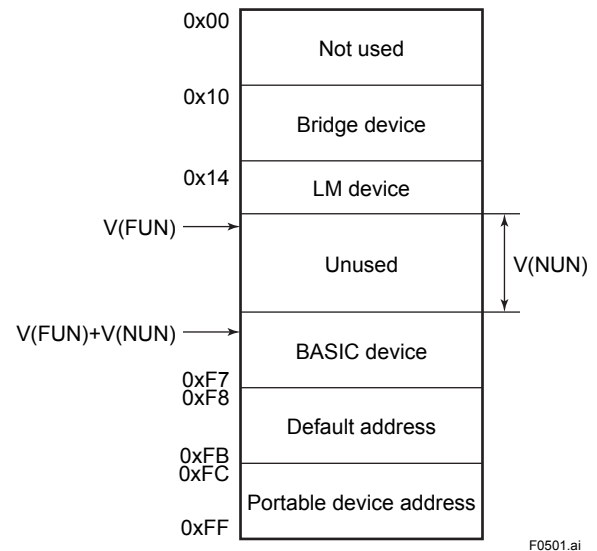 0x00
Not used
0x10
Bridge device
0x14
LM device
V(FUN)
Unused
V(NUN)
V(FUN)+V(NUN)
BASIC device
0xF7
0xF8
Default address
0xFB
0xFC
Portable device address
0xFF
F0501.ai